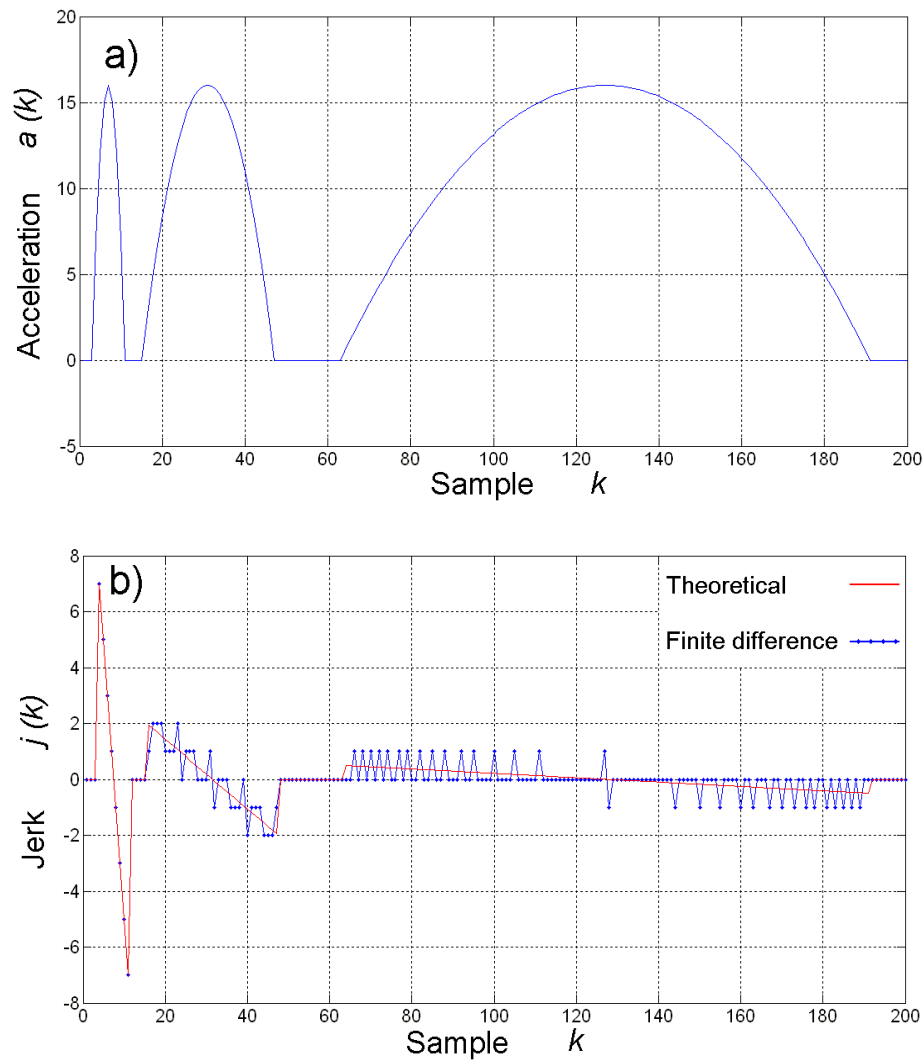 a)
20
15
10
5
0
-5
Acceleration a (k)
0 20 40 60 80 100 120 140 160 180 200
Sample k
b)
8
6
4
2
0
-2
-4
-6
-8
Jerk j (k)
Theoretical
Finite difference
0 20 40 60 80 100 120 140 160 180 200
Sample k